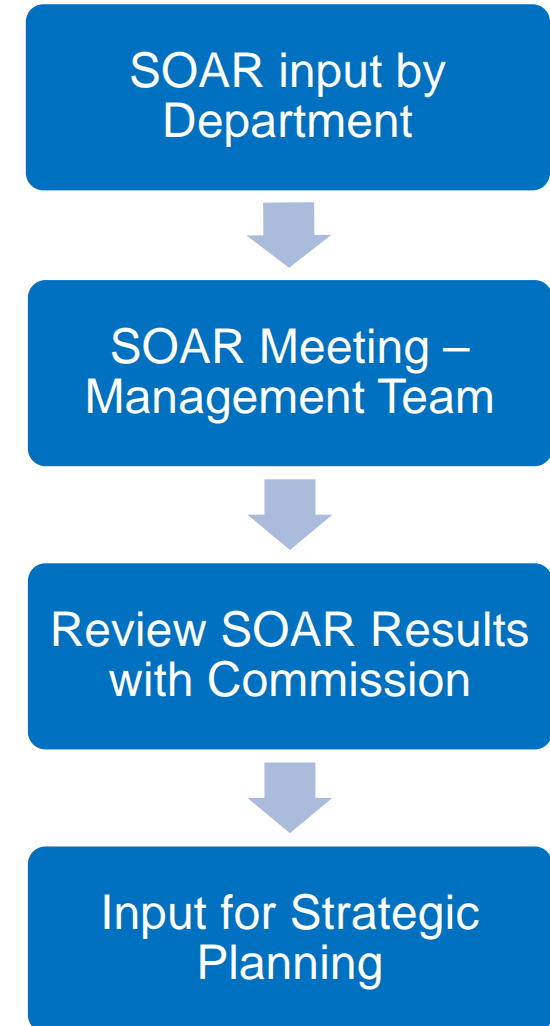 SOAR input by
Department
SOAR Meeting –
Management Team
Review SOAR Results
with Commission
Input for Strategic
Planning